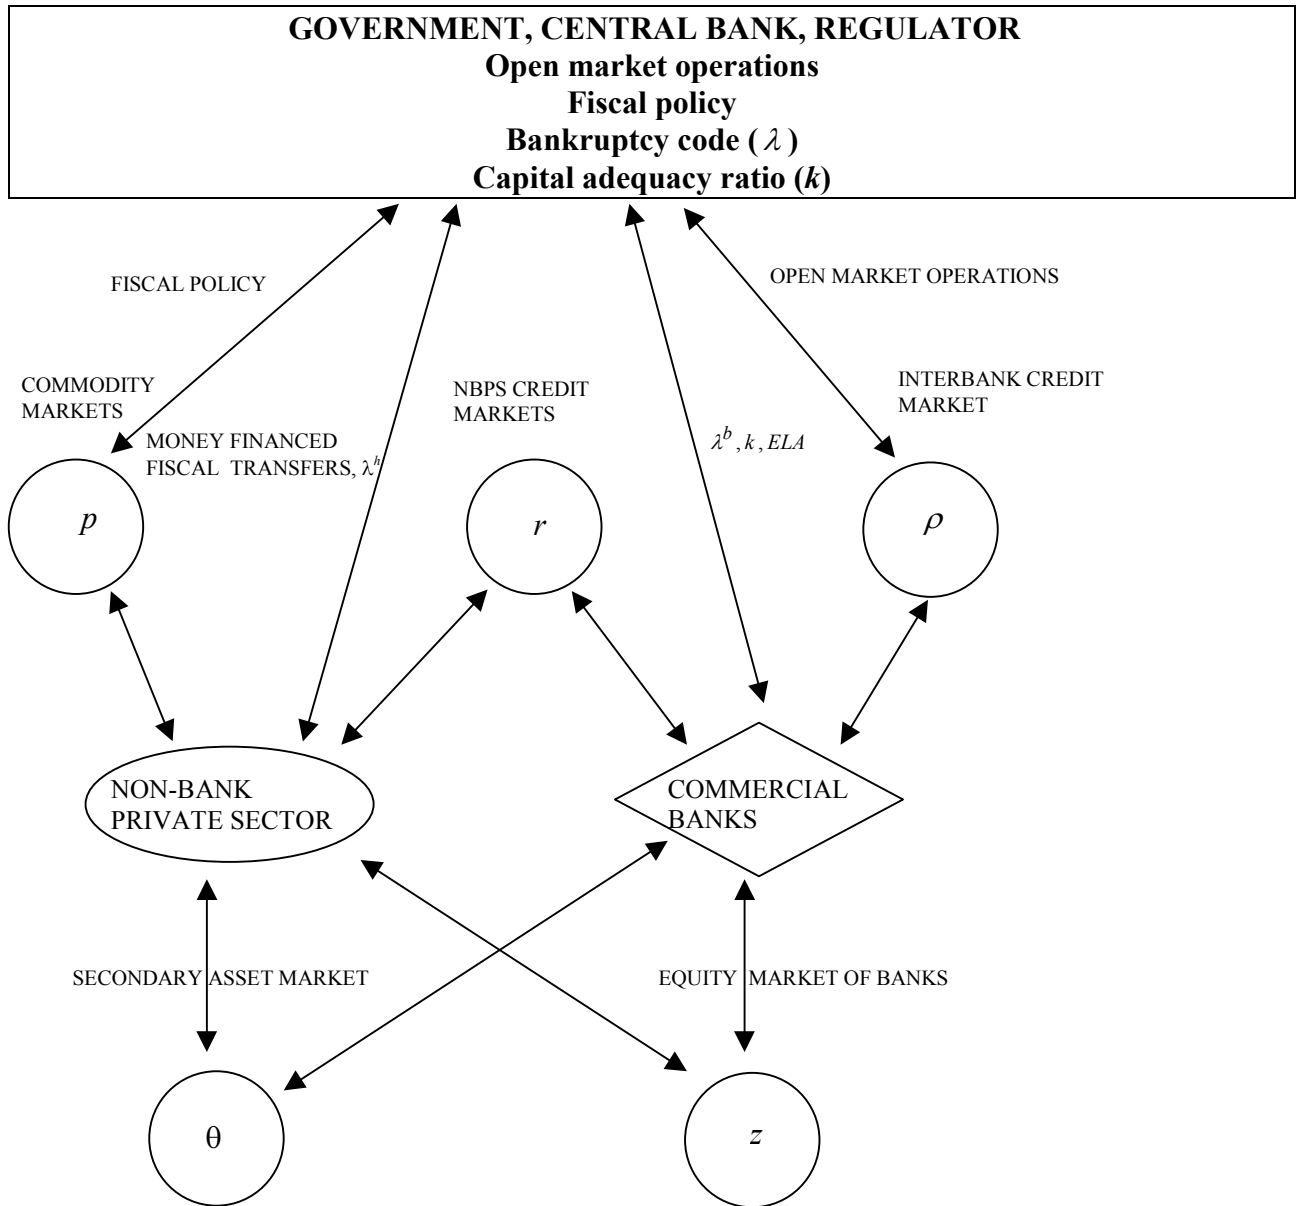 GOVERNMENT, CENTRAL BANK, REGULATOR
Open market operations
Fiscal policy
Bankruptcy code ( λ )
Capital adequacy ratio (k)
FISCAL POLICY
OPEN MARKET OPERATIONS
COMMODITY
MARKETS
NBPS CREDIT
MARKETS
INTERBANK CREDIT
MARKET
MONEY FINANCED
FISCAL TRANSFERS, λʰ
λᵇ , k , ELA
p
r
ρ
NON-BANK
PRIVATE SECTOR
COMMERCIAL
BANKS
SECONDARY ASSET MARKET
EQUITY MARKET OF BANKS
θ
z